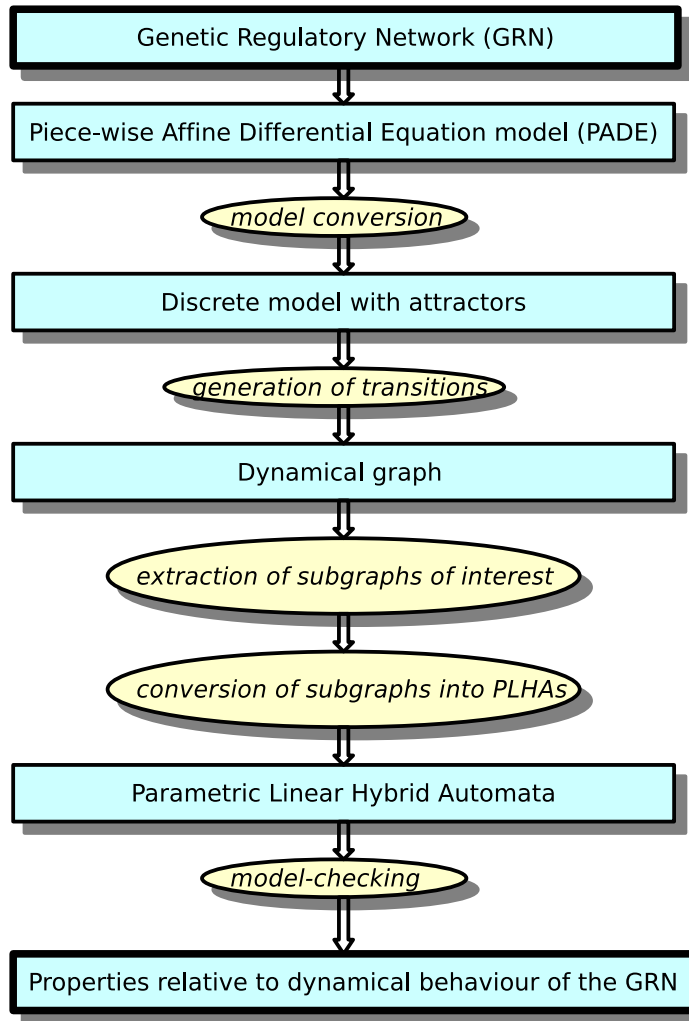 Genetic Regulatory Network (GRN)
Piece-wise Affine Differential Equation model (PADE)
model conversion
Discrete model with attractors
generation of transitions
Dynamical graph
extraction of subgraphs of interest
conversion of subgraphs into PLHAs
Parametric Linear Hybrid Automata
model-checking
Properties relative to dynamical behaviour of the GRN